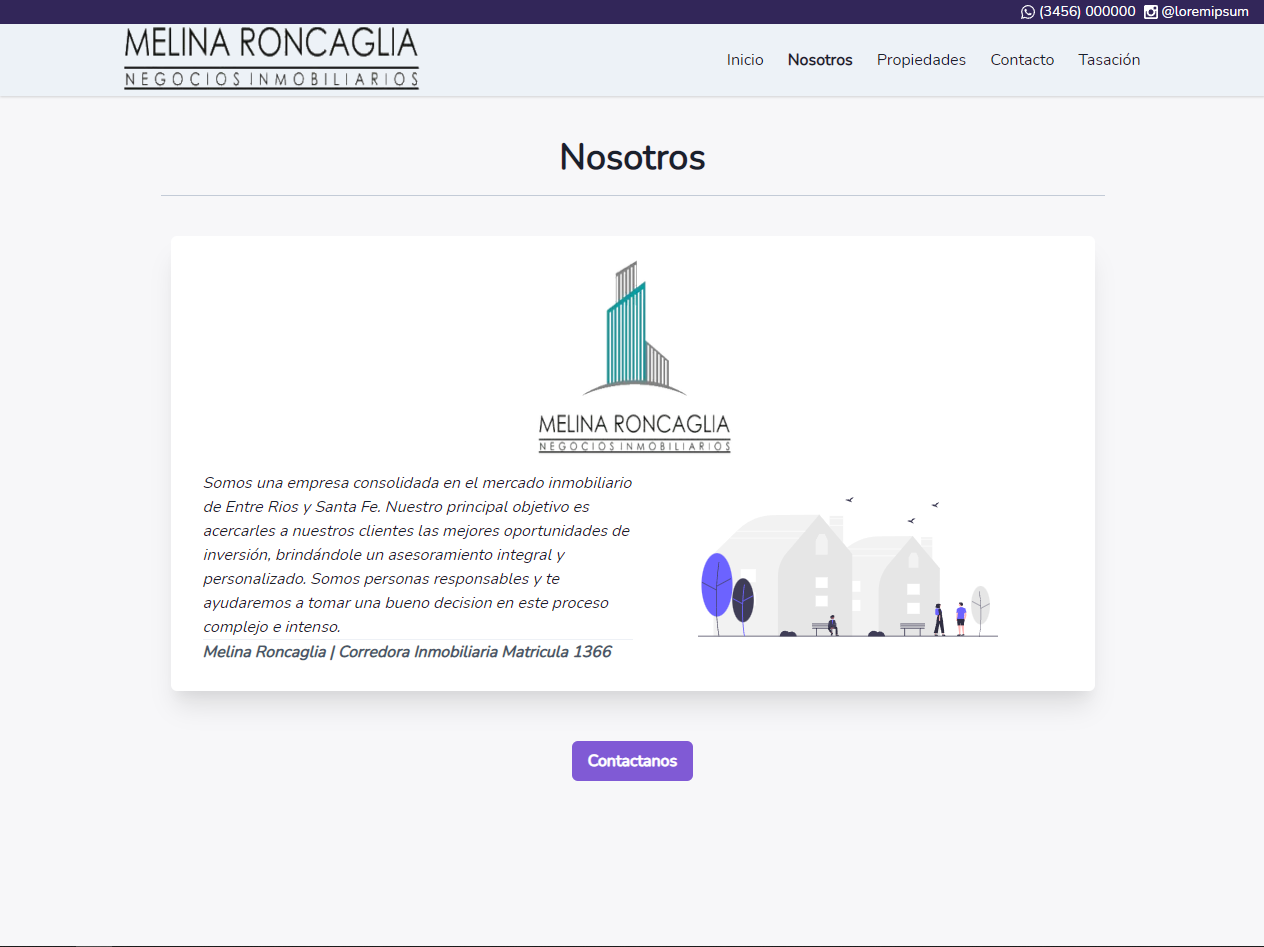 (3456) 000000 @loremipsum
MELINA RONCAGLIA
NEGOCIOS INMOBILIARIOS
Inicio Nosotros Propiedades Contacto Tasación
Nosotros
MELINA RONCAGLIA
NEGOCIOS INMOBILIARIOS
Somos una empresa consolidada en el mercado inmobiliario
de Entre Rios y Santa Fe. Nuestro principal objetivo es
acercarles a nuestros clientes las mejores oportunidades de
inversión, brindándole un asesoramiento integral y
personalizado. Somos personas responsables y te
ayudaremos a tomar una bueno decision en este proceso
complejo e intenso.
Melina Roncaglia | Corredora Inmobiliaria Matricula 1366
Contactanos